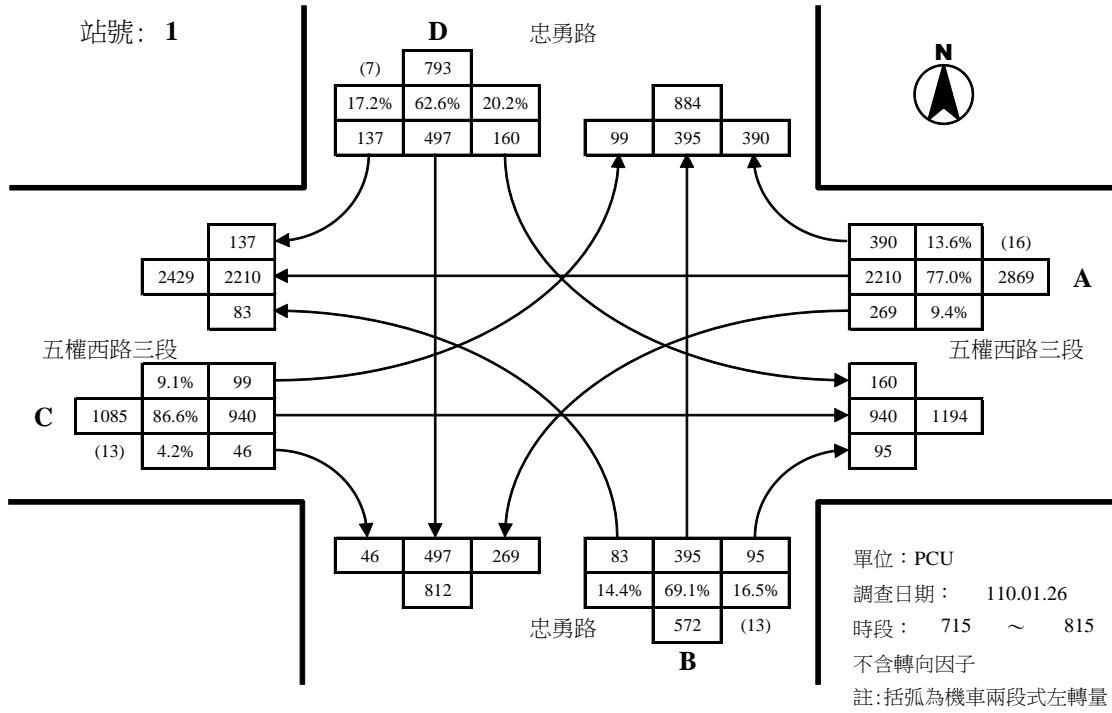 站號: 1
D
忠勇路
N
(7) 793
17.2% 62.6% 20.2%
137 497 160
884
99 395 390
137
2429 2210
83
390 13.6% (16)
2210 77.0% 2869 A
269 9.4%
五權西路三段
五權西路三段
9.1% 99
C 1085 86.6% 940
(13) 4.2% 46
160
940 1194
95
46 497 269
812
83 395 95
14.4% 69.1% 16.5%
忠勇路
572 (13)
B
單位：PCU
調查日期： 110.01.26
時段： 715 ～ 815
不含轉向因子
註:括弧為機車兩段式左轉量